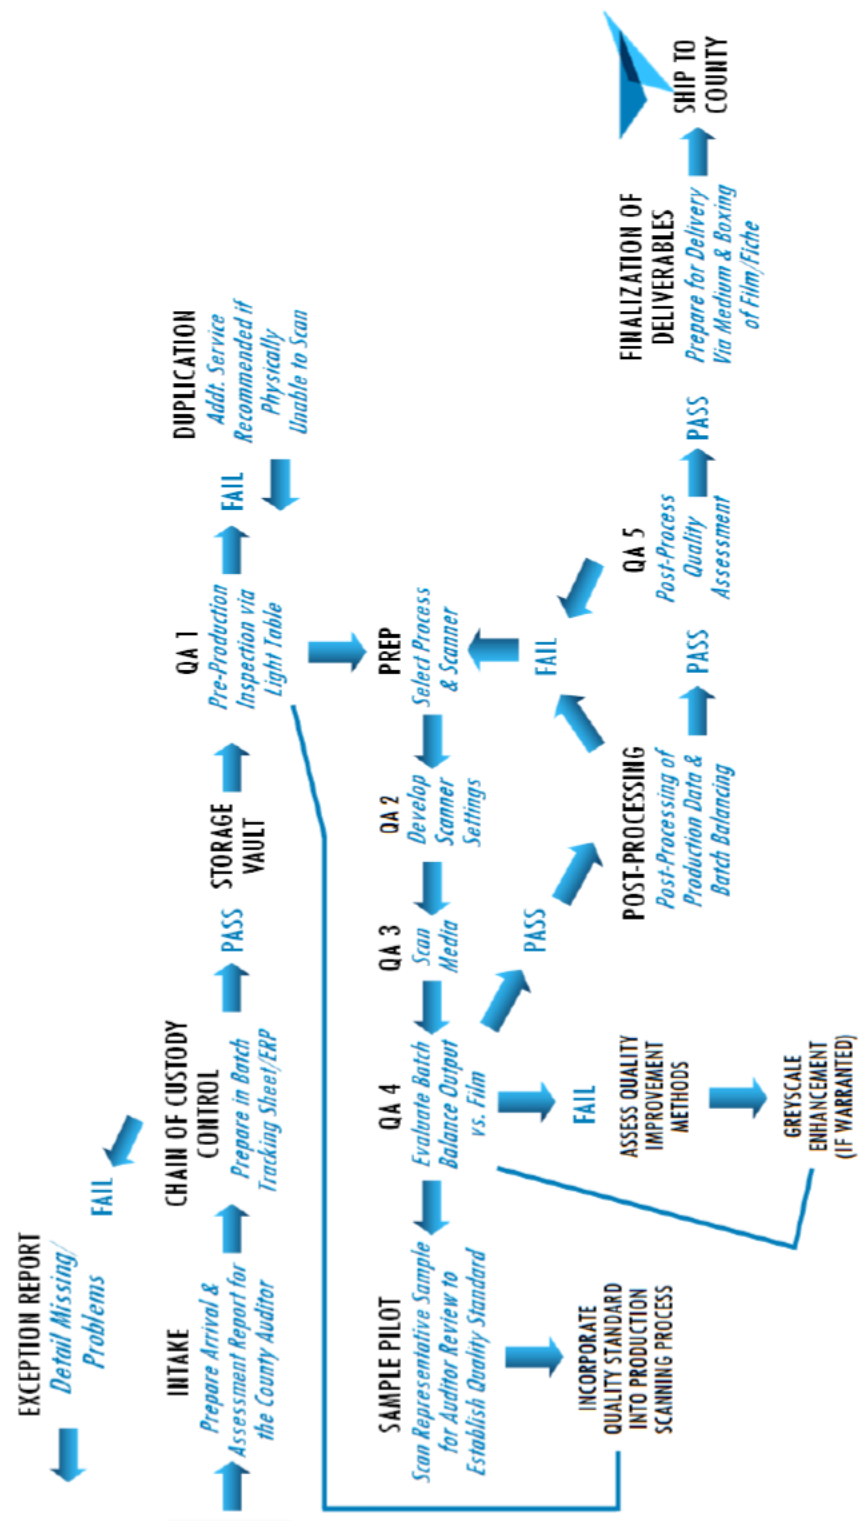 EXCEPTION REPORT
Detail Missing/
Problems
FAIL
INTAKE
Prepare Arrival &
Assessment Report for
the County Auditor
CHAIN OF CUSTODY
CONTROL
Prepare in Batch
Tracking Sheet/ERP
PASS
STORAGE
VAULT
QA 1
Pre-Production
Inspection via
Light Table
FAIL
DUPLICATION
Addt. Service
Recommended if
Physically
Unable to Scan
PREP
Select Process
& Scanner
QA 2
Develop
Scanner
Settings
QA 3
Scan
Media
QA 4
Evaluate Batch
Balance Output
vs. Film
SAMPLE PILOT
Scan Representative Sample
for Auditor Review to
Establish Quality Standard
INCORPORATE
QUALITY STANDARD
INTO PRODUCTION
SCANNING PROCESS
FAIL
ASSESS QUALITY
IMPROVEMENT
METHODS
GREYSCALE
ENHANCEMENT
(IF WARRANTED)
PASS
POST-PROCESSING
Post-Processing of
Production Data &
Batch Balancing
FAIL
PASS
QA 5
Post-Process
Quality
Assessment
PASS
FINALIZATION OF
DELIVERABLES
Prepare for Delivery
Via Medium & Boxing
of Film/Fiche
SHIP TO
COUNTY